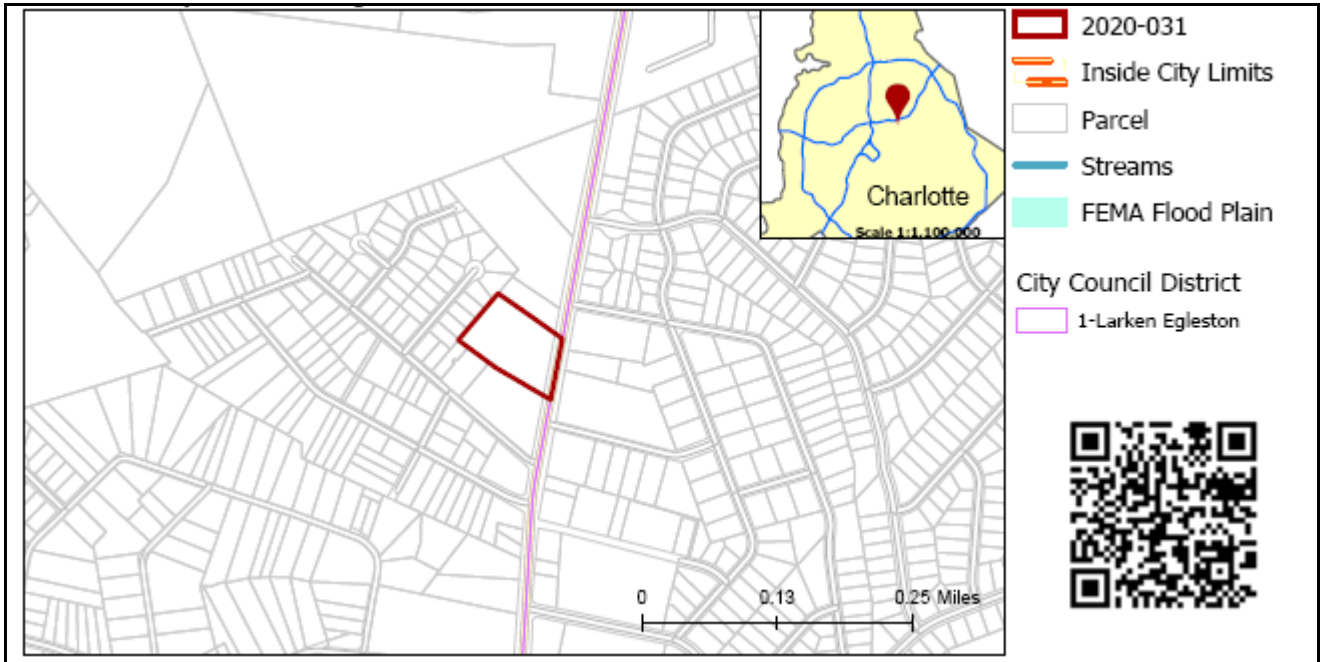 2020-031
Inside City Limits
Parcel
Streams
FEMA Flood Plain
City Council District
1-Larken Egleston
Charlotte
Scale 1:1,100,000
0 0.13 0.25 Miles